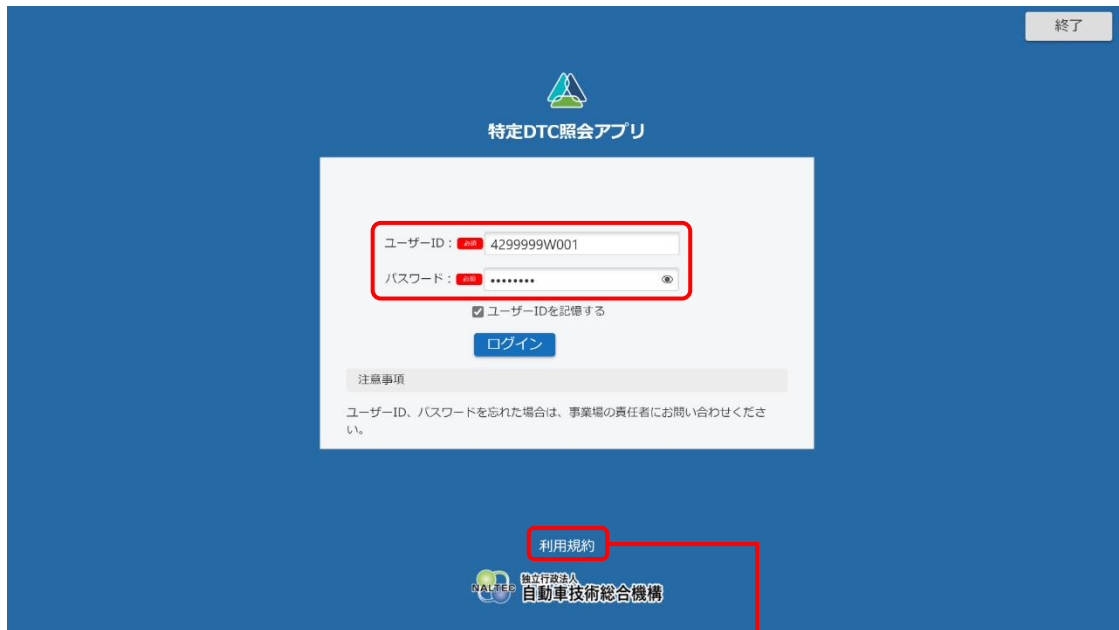 終了
特定DTC照会アプリ
ユーザーID： 必須 4299999W001
パスワード： 必須 ••••••••
ユーザーIDを記憶する
ログイン
注意事項
ユーザーID、パスワードを忘れた場合は、事業場の責任者にお問い合わせくださ
い。
利用規約
NALTEC 独立行政法人
自動車技術総合機構